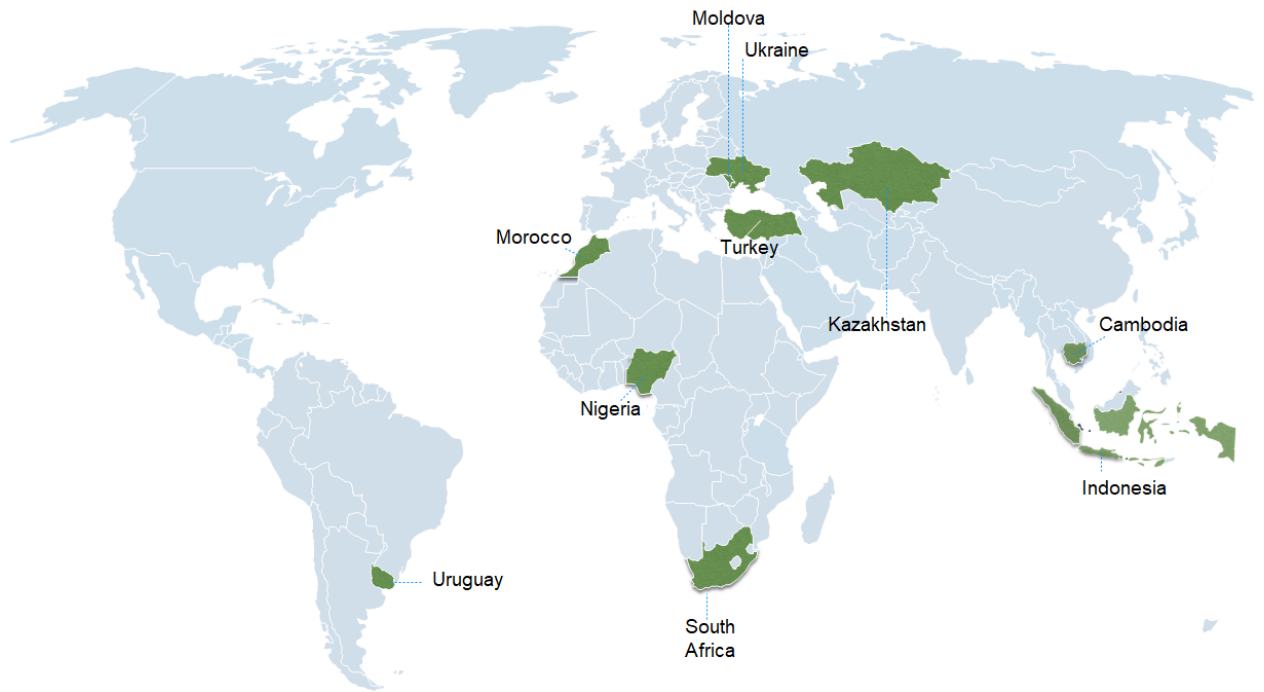 Moldova
Ukraine
Morocco
Turkey
Kazakhstan
Cambodia
Nigeria
Indonesia
Uruguay
South
Africa